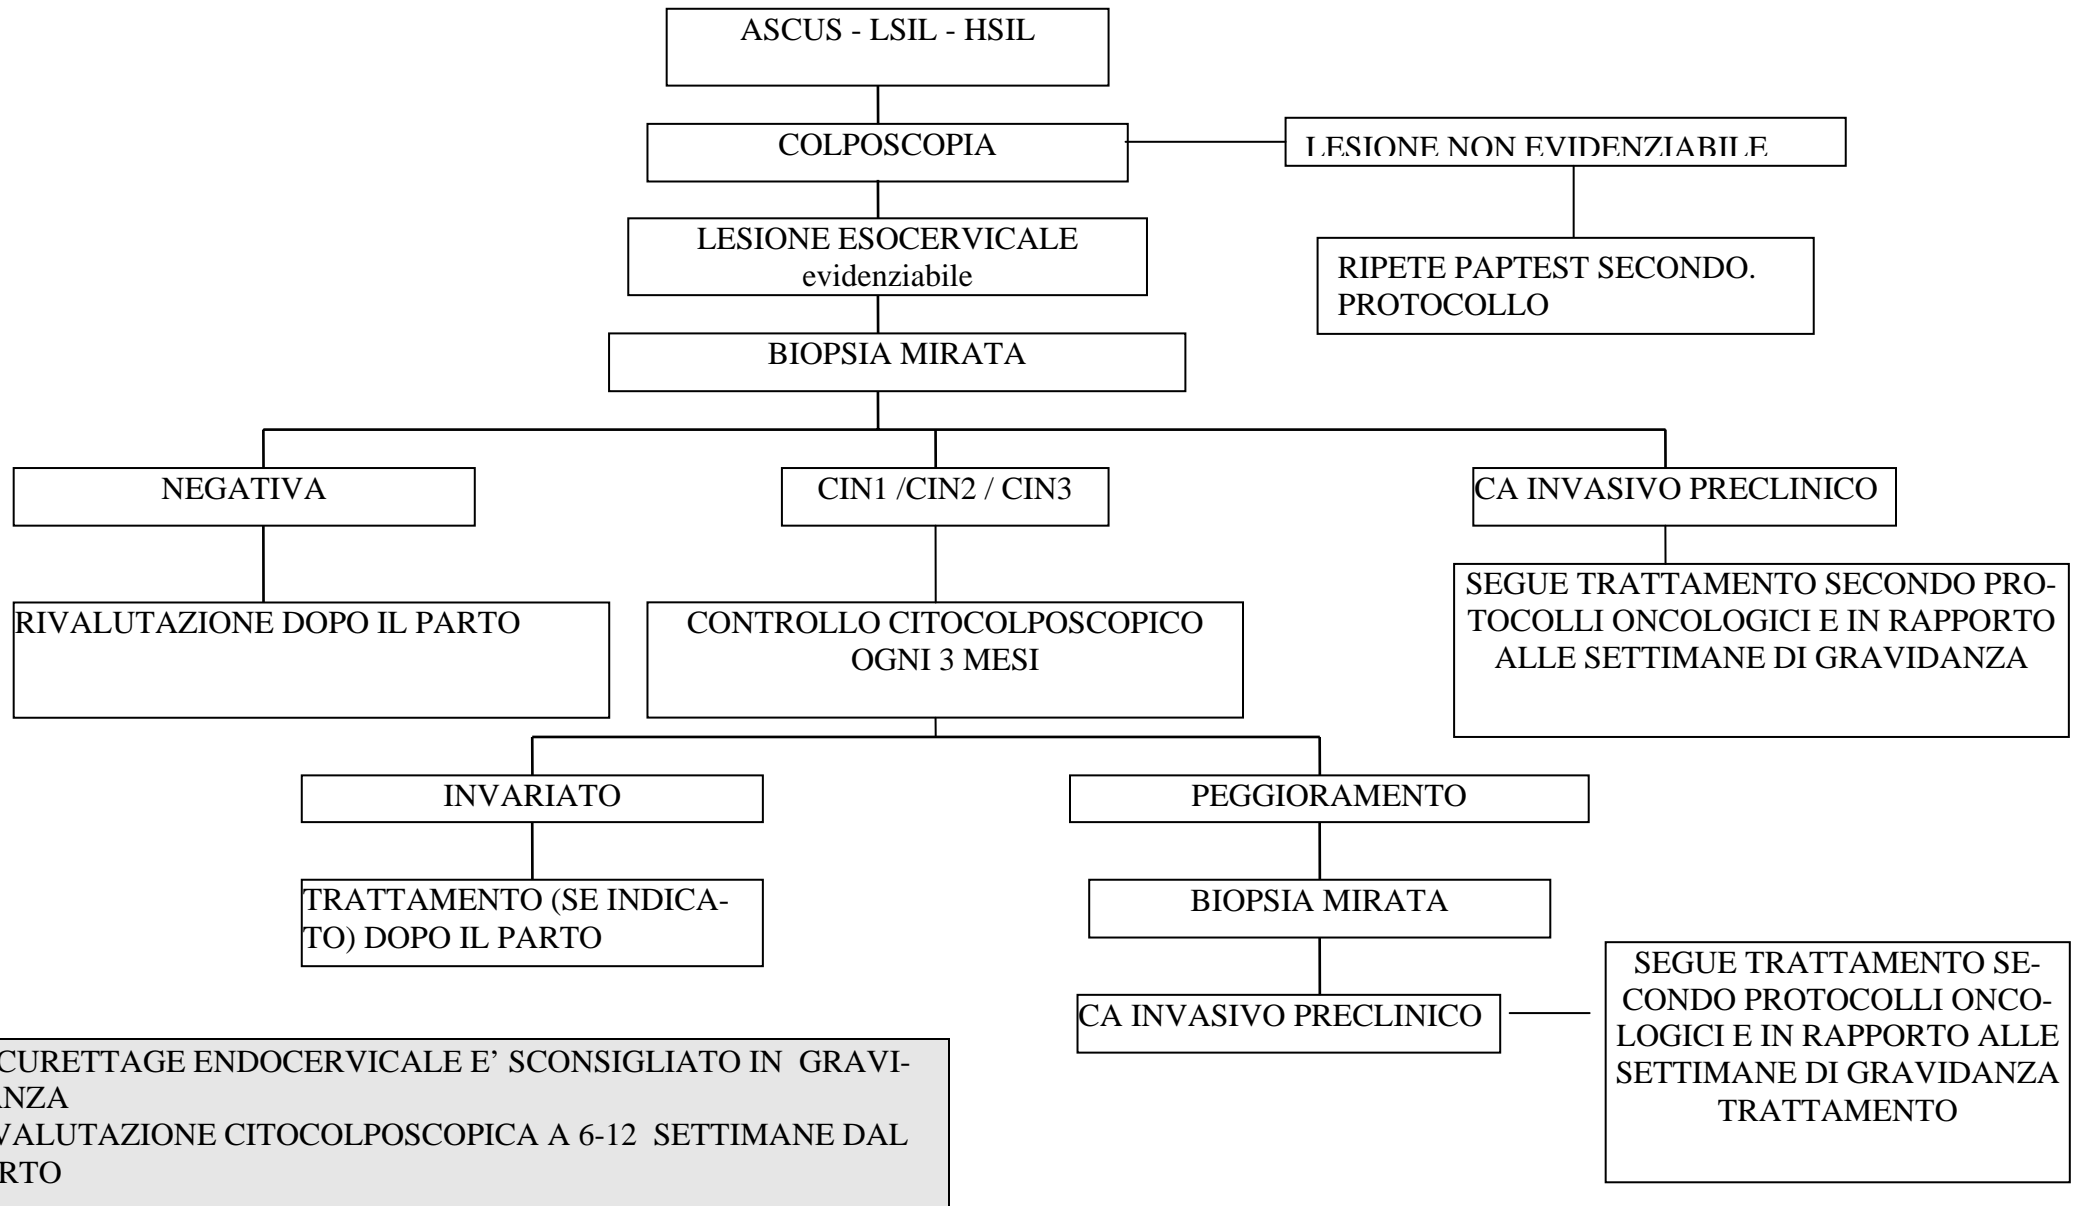 ASCUS - LSIL - HSIL
COLPOSCOPIA
LESIONE NON EVIDENZIABILE
LESIONE ESOCERVICALE
evidenziabile
RIPETE PAPTEST SECONDO.
PROTOCOLLO
BIOPSIA MIRATA
NEGATIVA
CIN1 /CIN2 / CIN3
CA INVASIVO PRECLINICO
RIVALUTAZIONE DOPO IL PARTO
CONTROLLO CITOCOLPOSCOPICO
OGNI 3 MESI
SEGUE TRATTAMENTO SECONDO PRO-
TOCOLLI ONCOLOGICI E IN RAPPORTO
ALLE SETTIMANE DI GRAVIDANZA
INVARIATO
PEGGIORAMENTO
TRATTAMENTO (SE INDICA-
TO) DOPO IL PARTO
BIOPSIA MIRATA
CA INVASIVO PRECLINICO
SEGUE TRATTAMENTO SE-
CONDO PROTOCOLLI ONCO-
LOGICI E IN RAPPORTO ALLE
SETTIMANE DI GRAVIDANZA
TRATTAMENTO
CURETTAGE ENDOCERVICALE E’ SCONSIGLIATO IN GRAVI-
ANZA
VALUTAZIONE CITOCOLPOSCOPICA A 6-12 SETTIMANE DAL
RTO